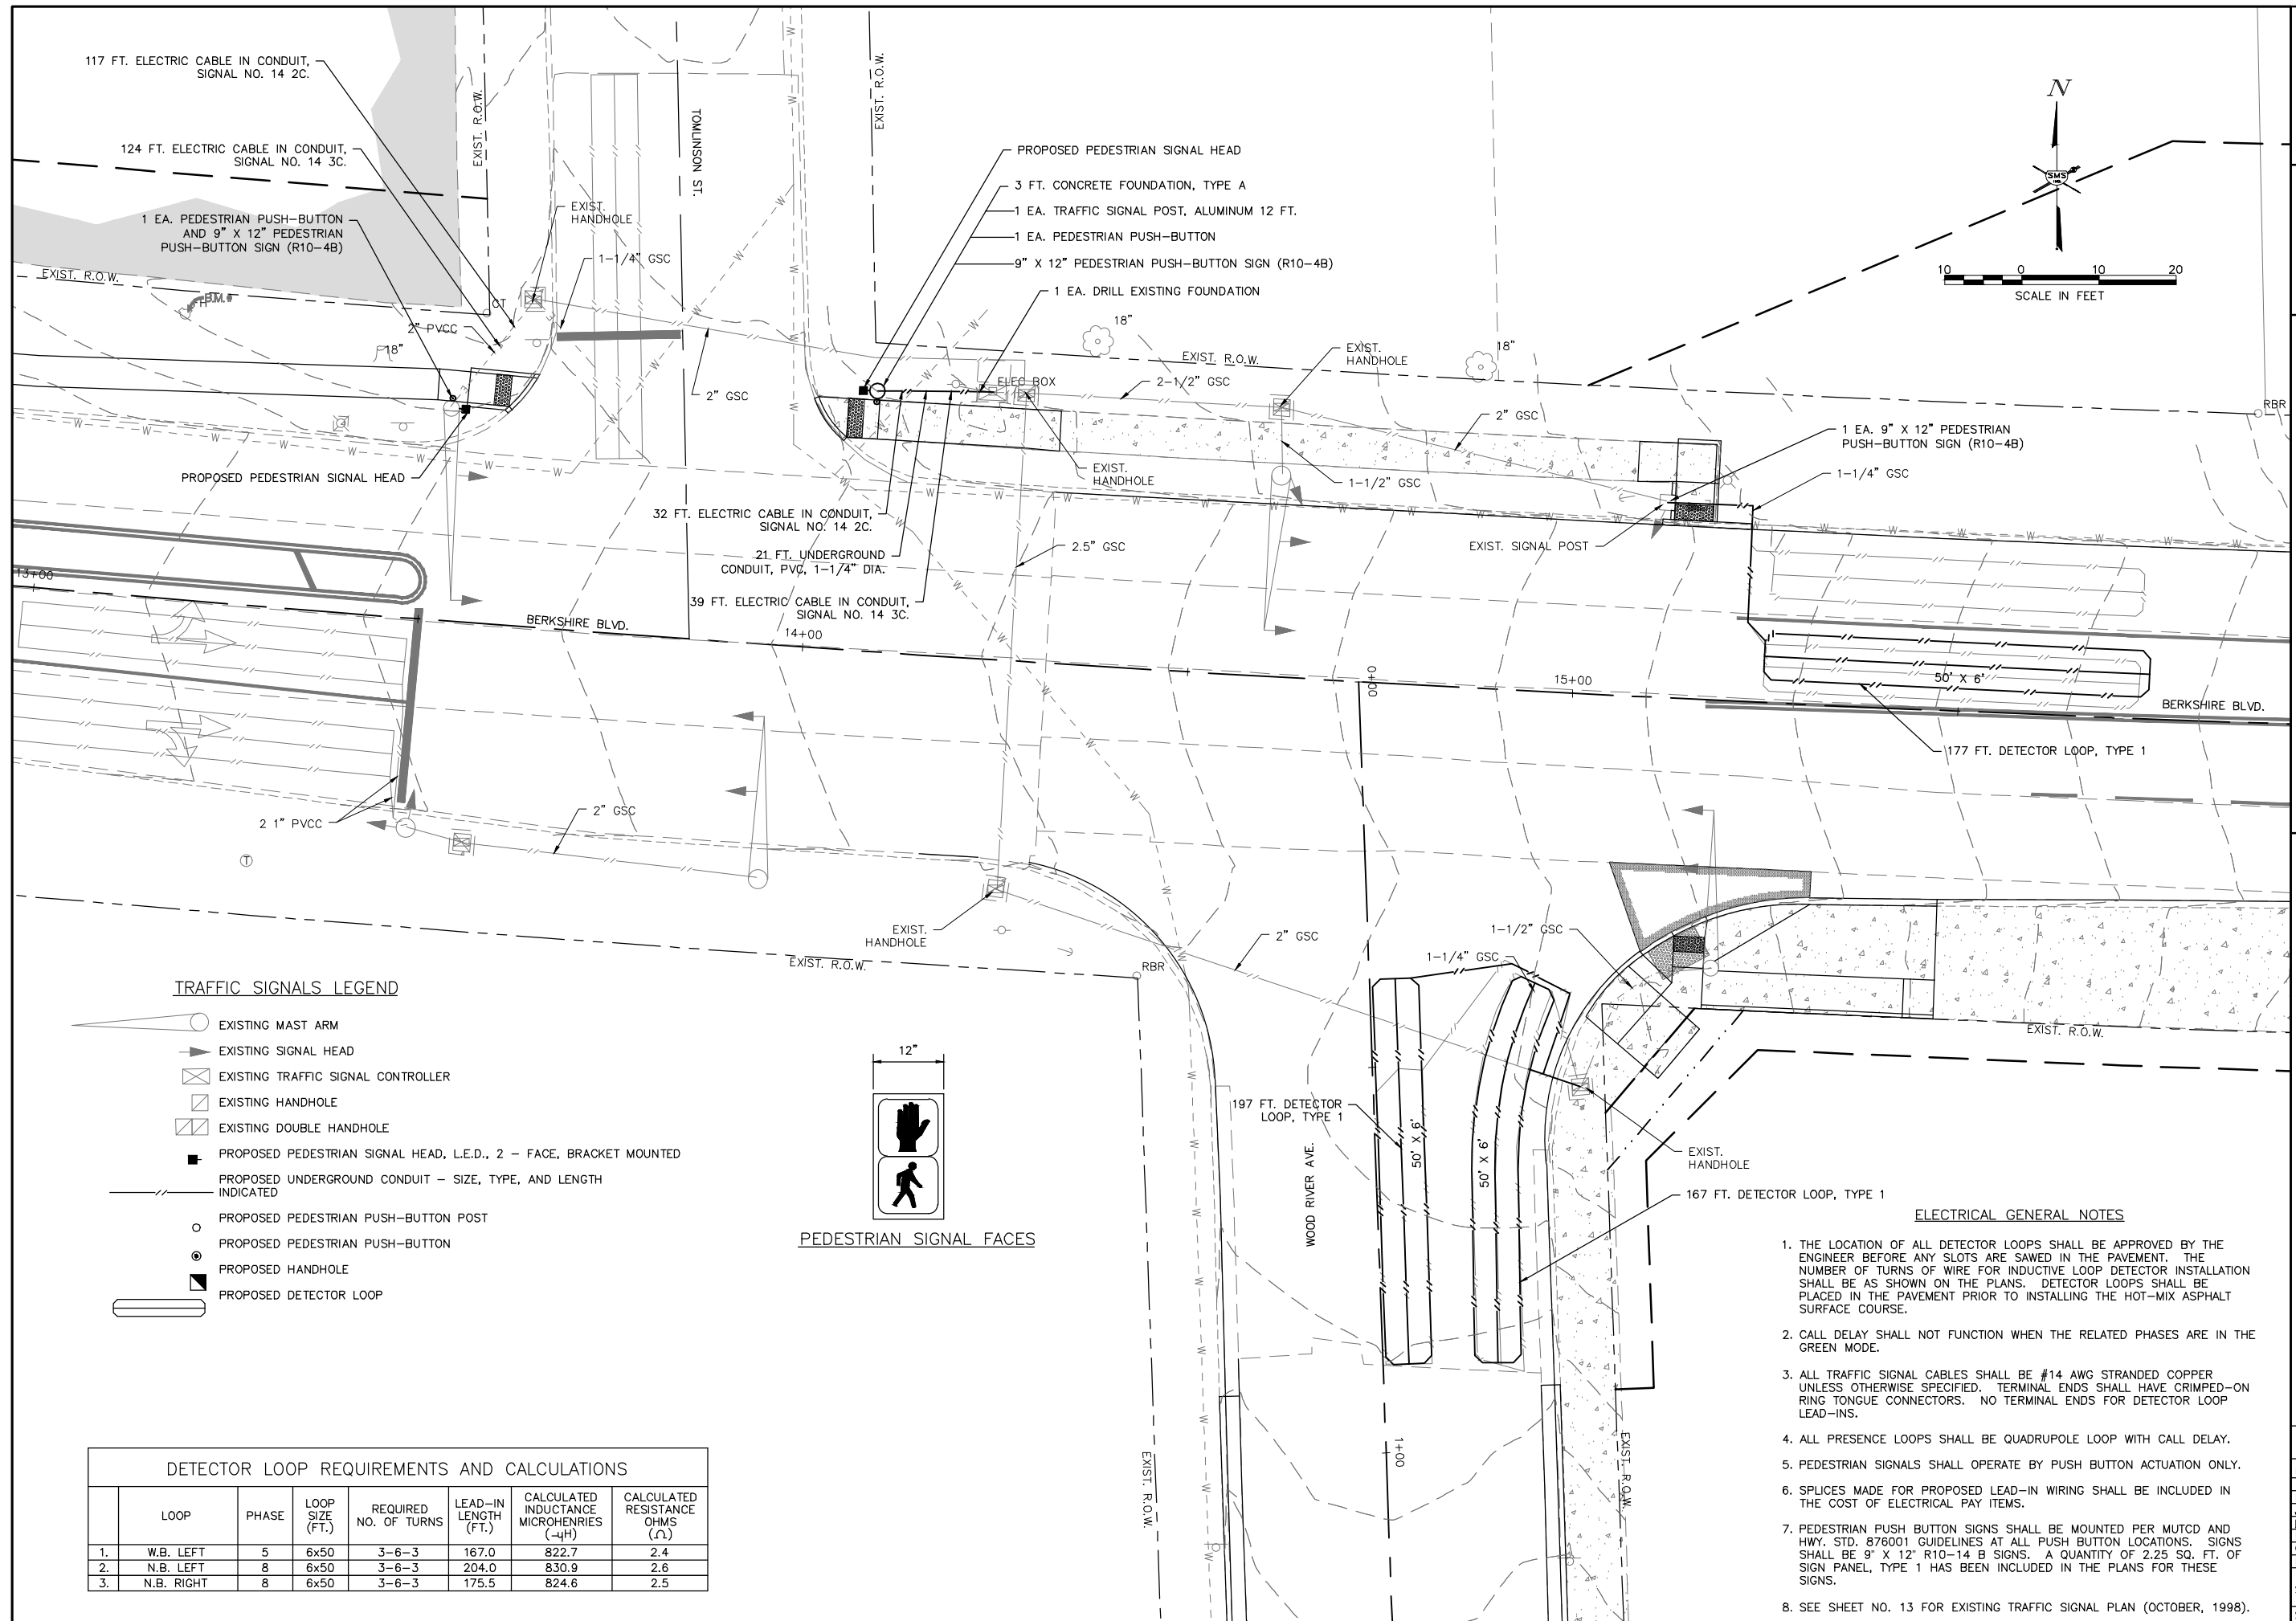 117 FT. ELECTRIC CABLE IN CONDUIT,
SIGNAL NO. 14 2C.
124 FT. ELECTRIC CABLE IN CONDUIT,
SIGNAL NO. 14 3C.
1 EA. PEDESTRIAN PUSH-BUTTON
AND 9" X 12" PEDESTRIAN
PUSH-BUTTON SIGN (R10-4B)
EXIST. R.O.W.
EXIST. R.O.W.
B.M.
CT
2" PVCC
18"
EXIST.
HANDHOLE
1-1/4" GSC
TOMLINSON ST.
EXIST. R.O.W.
2" GSC
PROPOSED PEDESTRIAN SIGNAL HEAD
3 FT. CONCRETE FOUNDATION, TYPE A
1 EA. TRAFFIC SIGNAL POST, ALUMINUM 12 FT.
1 EA. PEDESTRIAN PUSH-BUTTON
9" X 12" PEDESTRIAN PUSH-BUTTON SIGN (R10-4B)
1 EA. DRILL EXISTING FOUNDATION
18"
EXIST. R.O.W.
EXIST.
HANDHOLE
18"
ELEC BOX
2-1/2" GSC
2" GSC
N
SMS
10 0 10 20
SCALE IN FEET
RBR
1 EA. 9" X 12" PEDESTRIAN
PUSH-BUTTON SIGN (R10-4B)
1-1/4" GSC
PROPOSED PEDESTRIAN SIGNAL HEAD
EXIST.
HANDHOLE
1-1/2" GSC
32 FT. ELECTRIC CABLE IN CONDUIT,
SIGNAL NO. 14 2C.
21 FT. UNDERGROUND
CONDUIT, PVC, 1-1/4" DIA.
39 FT. ELECTRIC CABLE IN CONDUIT,
SIGNAL NO. 14 3C.
2.5" GSC
EXIST. SIGNAL POST
13+00
BERKSHIRE BLVD.
14+00
0+00
15+00
50' X 6'
BERKSHIRE BLVD.
177 FT. DETECTOR LOOP, TYPE 1
2 1" PVCC
2" GSC
T
EXIST.
HANDHOLE
EXIST. R.O.W.
RBR
2" GSC
1-1/2" GSC
1-1/4" GSC
EXIST. R.O.W.
197 FT. DETECTOR
LOOP, TYPE 1
50' X 6'
50' X 6'
WOOD RIVER AVE.
EXIST.
HANDHOLE
167 FT. DETECTOR LOOP, TYPE 1
1+00
EXIST. R.O.W.
EXIST. R.O.W.
TRAFFIC SIGNALS LEGEND
EXISTING MAST ARM
EXISTING SIGNAL HEAD
EXISTING TRAFFIC SIGNAL CONTROLLER
EXISTING HANDHOLE
EXISTING DOUBLE HANDHOLE
PROPOSED PEDESTRIAN SIGNAL HEAD, L.E.D., 2 - FACE, BRACKET MOUNTED
PROPOSED UNDERGROUND CONDUIT - SIZE, TYPE, AND LENGTH
INDICATED
PROPOSED PEDESTRIAN PUSH-BUTTON POST
PROPOSED PEDESTRIAN PUSH-BUTTON
PROPOSED HANDHOLE
PROPOSED DETECTOR LOOP
12"
PEDESTRIAN SIGNAL FACES
DETECTOR LOOP REQUIREMENTS AND CALCULATIONS
LOOP PHASE LOOP SIZE (FT.) REQUIRED NO. OF TURNS LEAD-IN LENGTH (FT.) CALCULATED INDUCTANCE MICROHENRIES (µH) CALCULATED RESISTANCE OHMS (Ω)
1. W.B. LEFT 5 6x50 3-6-3 167.0 822.7 2.4
2. N.B. LEFT 8 6x50 3-6-3 204.0 830.9 2.6
3. N.B. RIGHT 8 6x50 3-6-3 175.5 824.6 2.5
ELECTRICAL GENERAL NOTES
1. THE LOCATION OF ALL DETECTOR LOOPS SHALL BE APPROVED BY THE
ENGINEER BEFORE ANY SLOTS ARE SAWED IN THE PAVEMENT. THE
NUMBER OF TURNS OF WIRE FOR INDUCTIVE LOOP DETECTOR INSTALLATION
SHALL BE AS SHOWN ON THE PLANS. DETECTOR LOOPS SHALL BE
PLACED IN THE PAVEMENT PRIOR TO INSTALLING THE HOT-MIX ASPHALT
SURFACE COURSE.
2. CALL DELAY SHALL NOT FUNCTION WHEN THE RELATED PHASES ARE IN THE
GREEN MODE.
3. ALL TRAFFIC SIGNAL CABLES SHALL BE #14 AWG STRANDED COPPER
UNLESS OTHERWISE SPECIFIED. TERMINAL ENDS SHALL HAVE CRIMPED-ON
RING TONGUE CONNECTORS. NO TERMINAL ENDS FOR DETECTOR LOOP
LEAD-INS.
4. ALL PRESENCE LOOPS SHALL BE QUADRUPOLE LOOP WITH CALL DELAY.
5. PEDESTRIAN SIGNALS SHALL OPERATE BY PUSH BUTTON ACTUATION ONLY.
6. SPLICES MADE FOR PROPOSED LEAD-IN WIRING SHALL BE INCLUDED IN
THE COST OF ELECTRICAL PAY ITEMS.
7. PEDESTRIAN PUSH BUTTON SIGNS SHALL BE MOUNTED PER MUTCD AND
HWY. STD. 876001 GUIDELINES AT ALL PUSH BUTTON LOCATIONS. SIGNS
SHALL BE 9" X 12" R10-14 B SIGNS. A QUANTITY OF 2.25 SQ. FT. OF
SIGN PANEL, TYPE 1 HAS BEEN INCLUDED IN THE PLANS FOR THESE
SIGNS.
8. SEE SHEET NO. 13 FOR EXISTING TRAFFIC SIGNAL PLAN (OCTOBER, 1998).